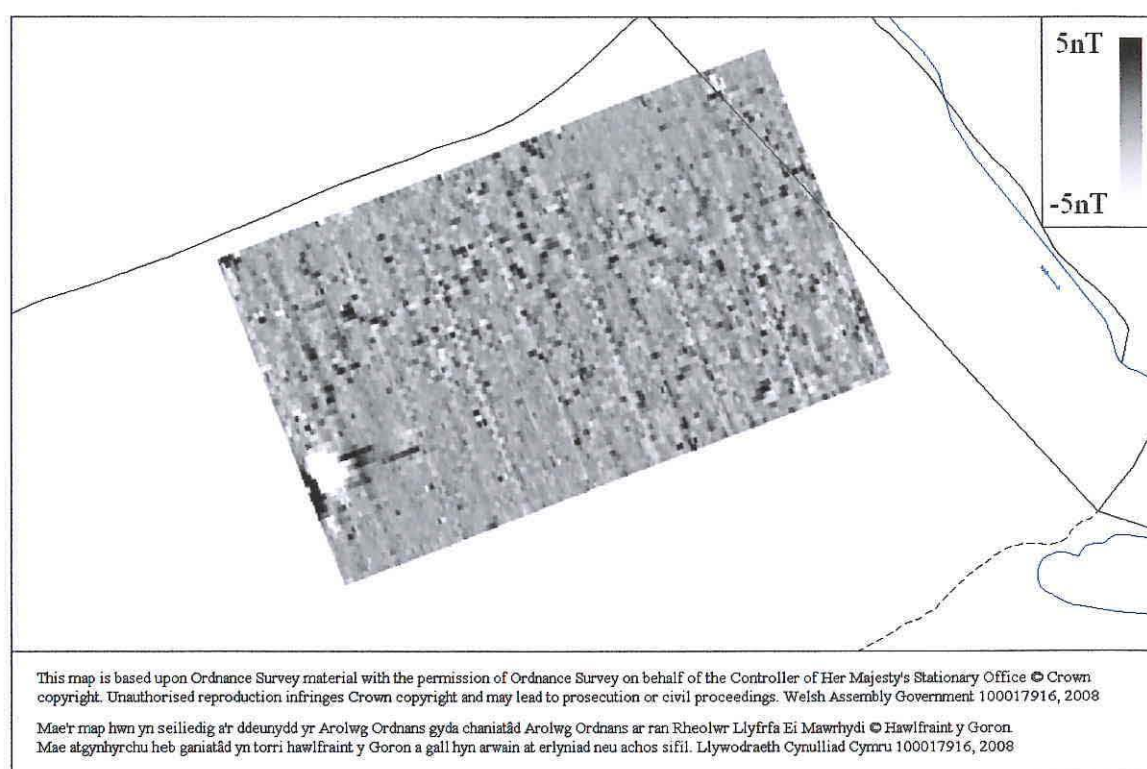 5nT
-5nT
This map is based upon Ordnance Survey material with the permission of Ordnance Survey on behalf of the Controller of Her Majesty's Stationary Office © Crown
copyright. Unauthorised reproduction infringes Crown copyright and may lead to prosecution or civil proceedings. Welsh Assembly Government 100017916, 2008
Mae'r map hwn yn seiliedig a'r ddeunydd yr Arolwg Ordnans gyda chaniatâd Arolwg Ordnans ar ran Rheolwr Llyfrfa Ei Mawrhydi © Hawlfraint y Goron.
Mae atgynhyrchu heb ganiatâd yn torri hawlfraint y Goron a gall hyn arwain at erlyniad neu achos sifil. Llywodraeth Cynulliad Cymru 100017916, 2008